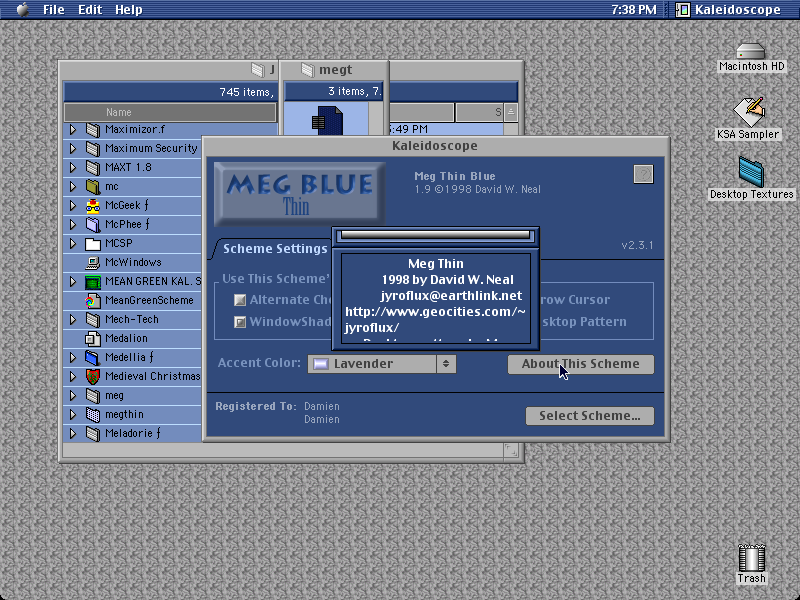 File Edit Help
7:38 PM
Kaleidoscope
J
megt
745 items,
3 items, 7.
Name
S
:49 PM
Maximizor.f
Maximum Security
MAXT 1.8
mc
McGeek ƒ
McPhee ƒ
MCSP
McWindows
MEAN GREEN KAL. S
MeanGreenScheme
Mech-Tech
Medalion
Medellia ƒ
Medieval Christmas
meg
megthin
Meladorie ƒ
Kaleidoscope
MEG BLUE
Thin
Meg Thin Blue
1.9 ©1998 David W. Neal
?
v2.3.1
Scheme Settings
Use This Scheme'
Alternate Che
WindowShad
rrow Cursor
sktop Pattern
Meg Thin
1998 by David W. Neal
jyroflux@earthlink.net
http://www.geocities.com/~
jyroflux/
Accent Color:
Lavender
About This Scheme
Registered To:
Damien
Damien
Select Scheme...
Macintosh HD
KSA Sampler
Desktop Textures
Trash